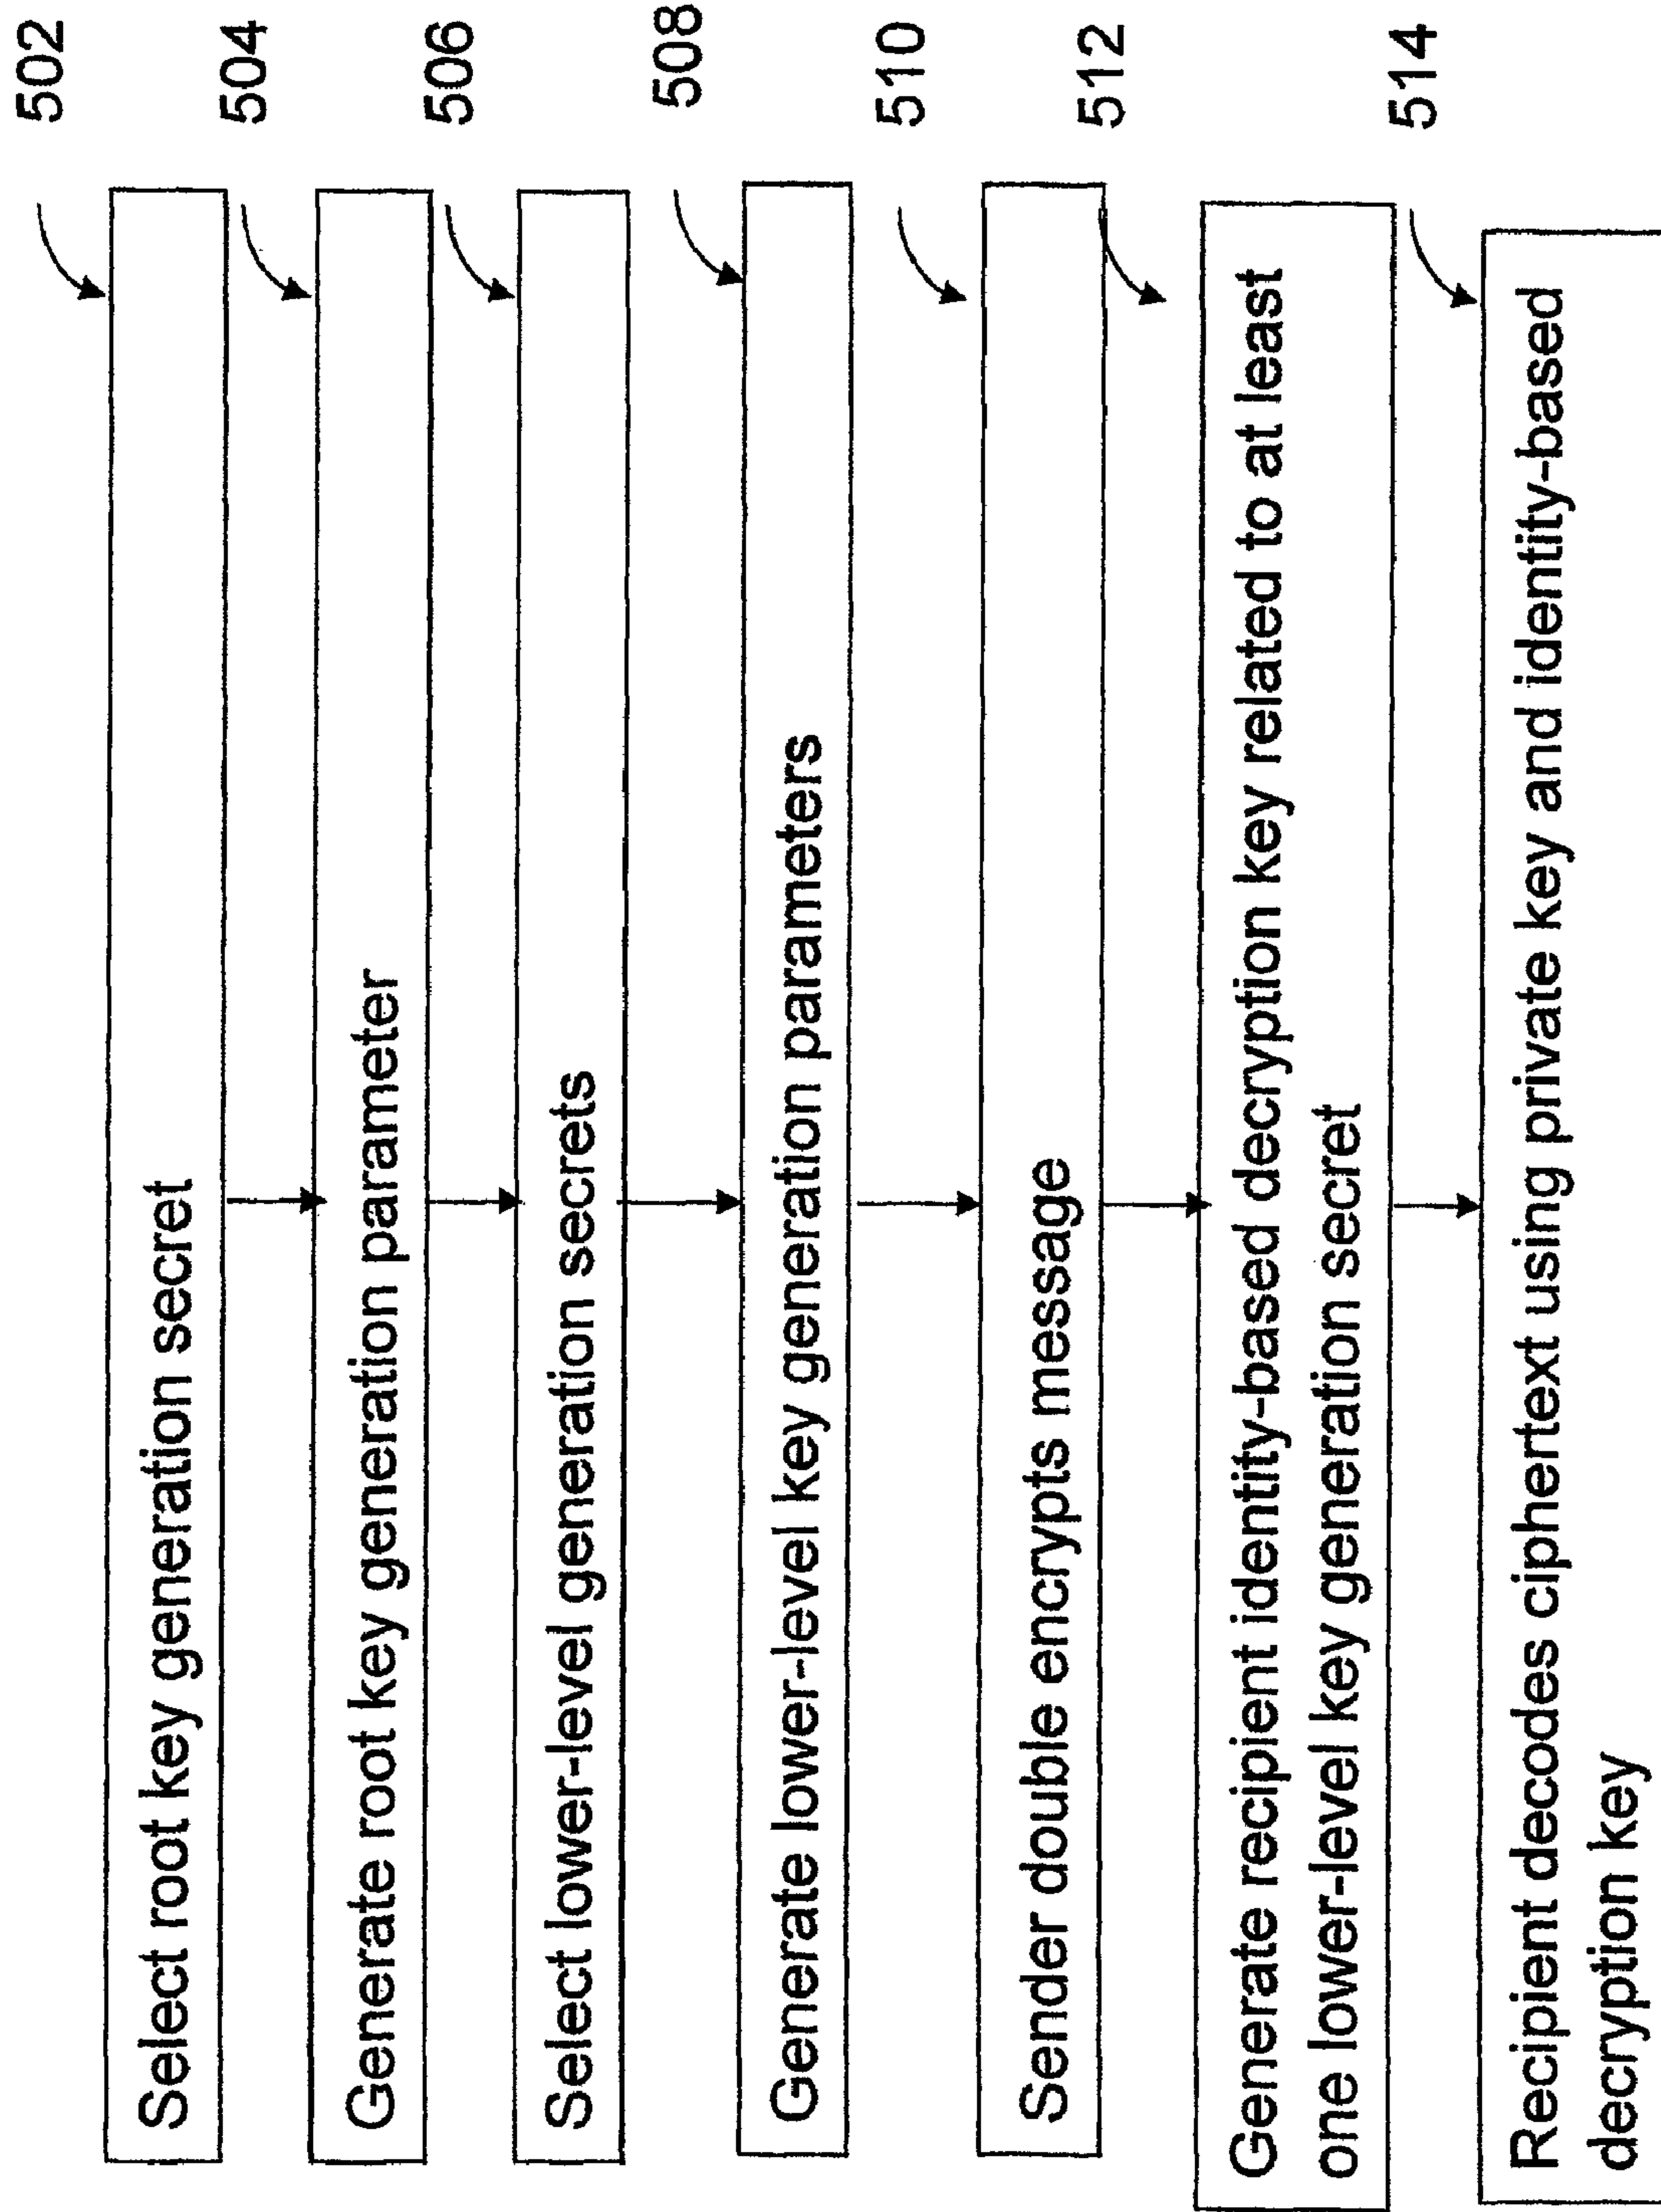 502
Select root key generation secret
504
Generate root key generation parameter
506
Select lower-level generation secrets
508
Generate lower-level key generation parameters
510
Sender double encrypts message
512
Generate recipient identity-based decryption key related to at least
one lower-level key generation secret
514
Recipient decodes ciphertext using private key and identity-based
decryption key